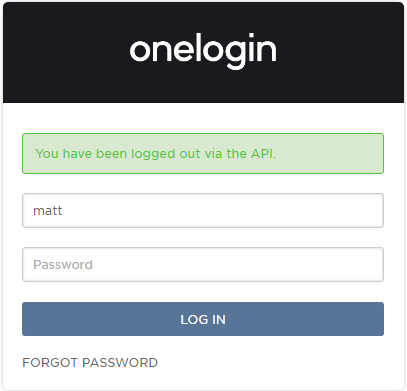 onelogin
You have been logged out via the API.
matt
Password
LOG IN
FORGOT PASSWORD